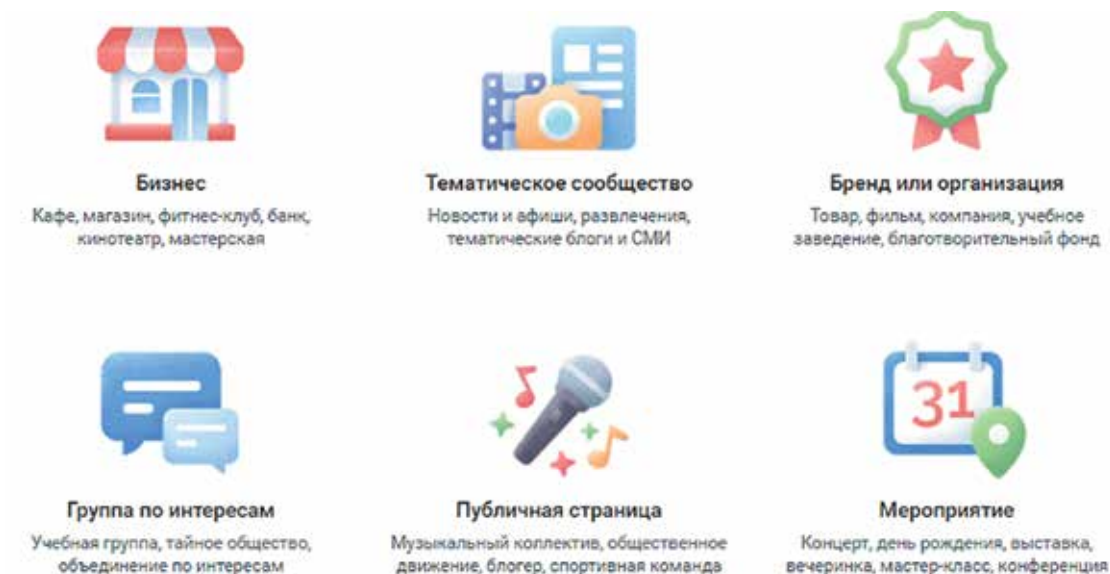 31
Бизнес
Кафе, магазин, фитнес-клуб, банк,
кинотеатр, мастерская
Тематическое сообщество
Новости и афиши, развлечения,
тематические блоги и СМИ
Бренд или организация
Товар, фильм, компания, учебное
заведение, благотворительный фонд
Группа по интересам
Учебная группа, тайное общество,
объединение по интересам
Публичная страница
Музыкальный коллектив, общественное
движение, блогер, спортивная команда
Мероприятие
Концерт, день рождения, выставка,
вечеринка, мастер-класс, конференция